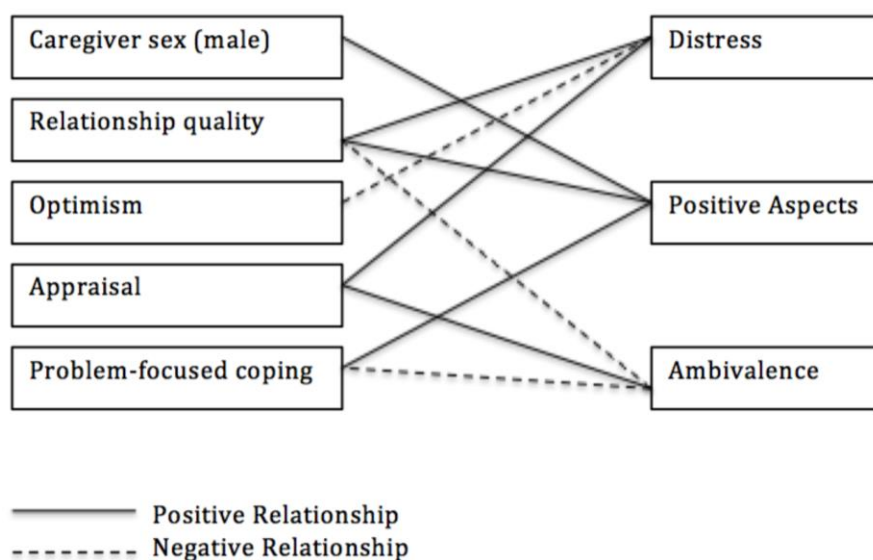 Caregiver sex (male)
Distress
Relationship quality
Optimism
Positive Aspects
Appraisal
Problem-focused coping
Ambivalence
Positive Relationship
Negative Relationship